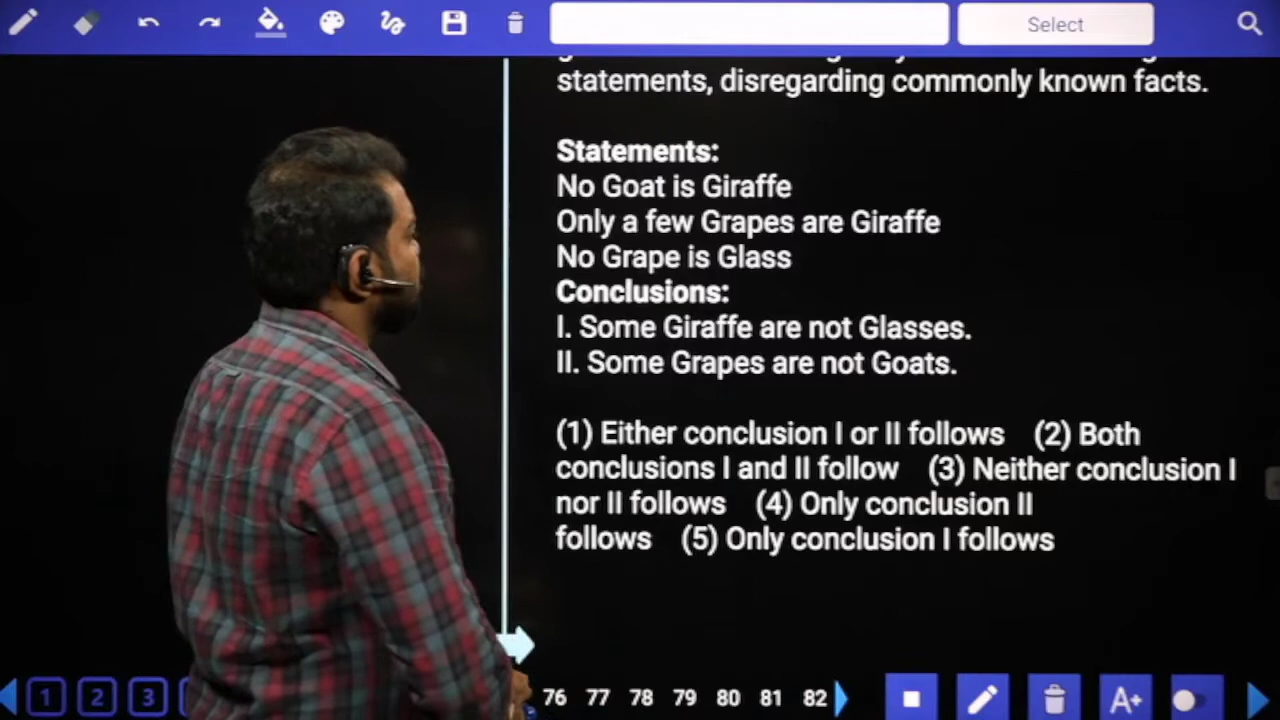 Select
statements, disregarding commonly known facts.
Statements:
No Goat is Giraffe
Only a few Grapes are Giraffe
No Grape is Glass
Conclusions:
I. Some Giraffe are not Glasses.
II. Some Grapes are not Goats.
(1) Either conclusion I or II follows (2) Both
conclusions I and II follow (3) Neither conclusion I
nor II follows (4) Only conclusion II
follows (5) Only conclusion I follows
1 2 3 76 77 78 79 80 81 82 A+